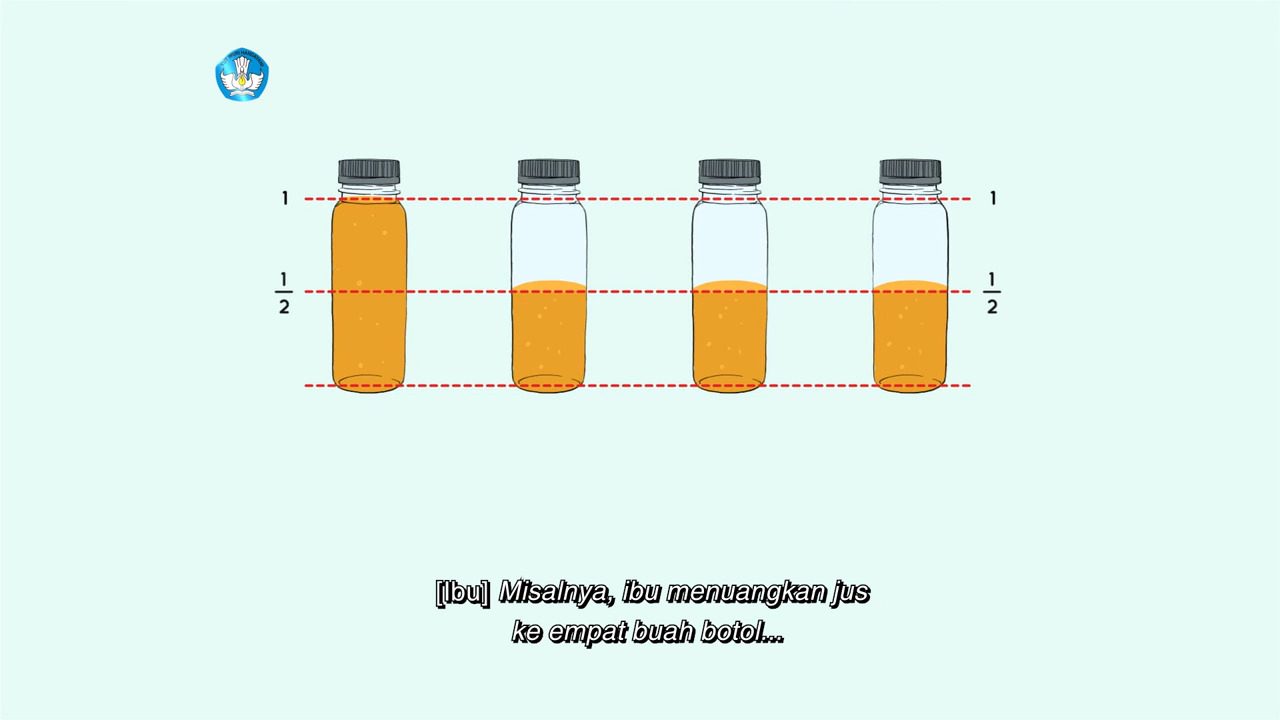 1 1
1/2 1/2
[Ibu] Misalnya, ibu menuangkan jus
ke empat buah botol...